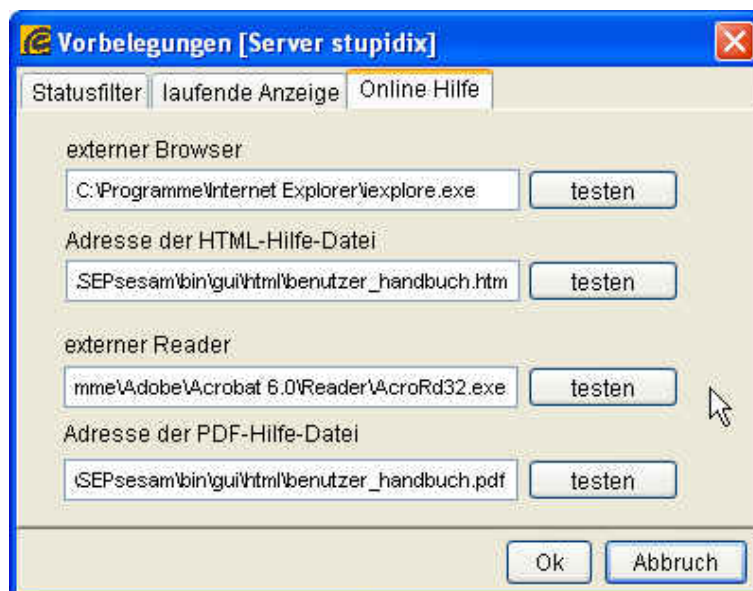 Vorbelegungen [Server stupidix]
Statusfilter laufende Anzeige Online Hilfe
externer Browser
C:\Programme\Internet Explorer\iexplore.exe testen
Adresse der HTML-Hilfe-Datei
.SEPsesam\bin\gui\html\benutzer_handbuch.htm testen
externer Reader
mme\Adobe\Acrobat 6.0\Reader\AcroRd32.exe testen
Adresse der PDF-Hilfe-Datei
\SEPsesam\bin\gui\html\benutzer_handbuch.pdf testen
Ok Abbruch